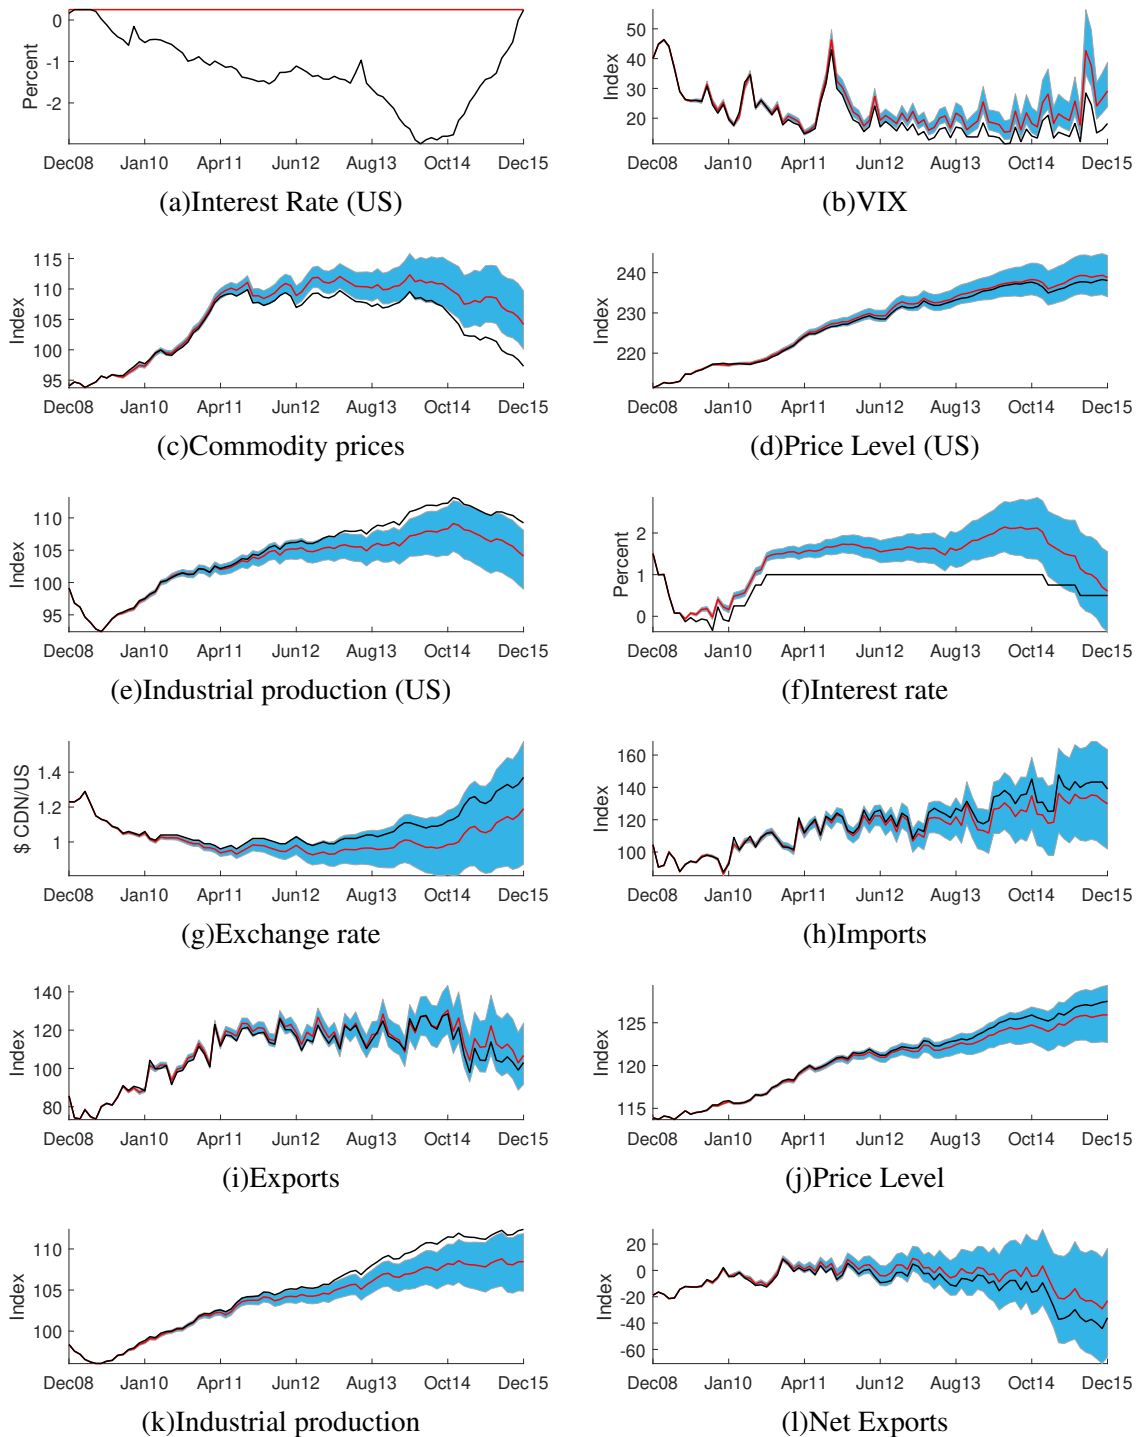 0
-1
-2
Percent
Dec08 Jan10 Apr11 Jun12 Aug13 Oct14 Dec15
(a)Interest Rate (US)
50
40
30
20
Index
Dec08 Jan10 Apr11 Jun12 Aug13 Oct14 Dec15
(b)VIX
115
110
105
100
95
Index
Dec08 Jan10 Apr11 Jun12 Aug13 Oct14 Dec15
(c)Commodity prices
240
230
220
Index
Dec08 Jan10 Apr11 Jun12 Aug13 Oct14 Dec15
(d)Price Level (US)
110
105
100
95
Index
Dec08 Jan10 Apr11 Jun12 Aug13 Oct14 Dec15
(e)Industrial production (US)
2
1
0
Percent
Dec08 Jan10 Apr11 Jun12 Aug13 Oct14 Dec15
(f)Interest rate
1.4
1.2
1
$ CDN/US
Dec08 Jan10 Apr11 Jun12 Aug13 Oct14 Dec15
(g)Exchange rate
160
140
120
100
Index
Dec08 Jan10 Apr11 Jun12 Aug13 Oct14 Dec15
(h)Imports
140
120
100
80
Index
Dec08 Jan10 Apr11 Jun12 Aug13 Oct14 Dec15
(i)Exports
125
120
115
Index
Dec08 Jan10 Apr11 Jun12 Aug13 Oct14 Dec15
(j)Price Level
110
105
100
Index
Dec08 Jan10 Apr11 Jun12 Aug13 Oct14 Dec15
(k)Industrial production
20
0
-20
-40
-60
Index
Dec08 Jan10 Apr11 Jun12 Aug13 Oct14 Dec15
(l)Net Exports